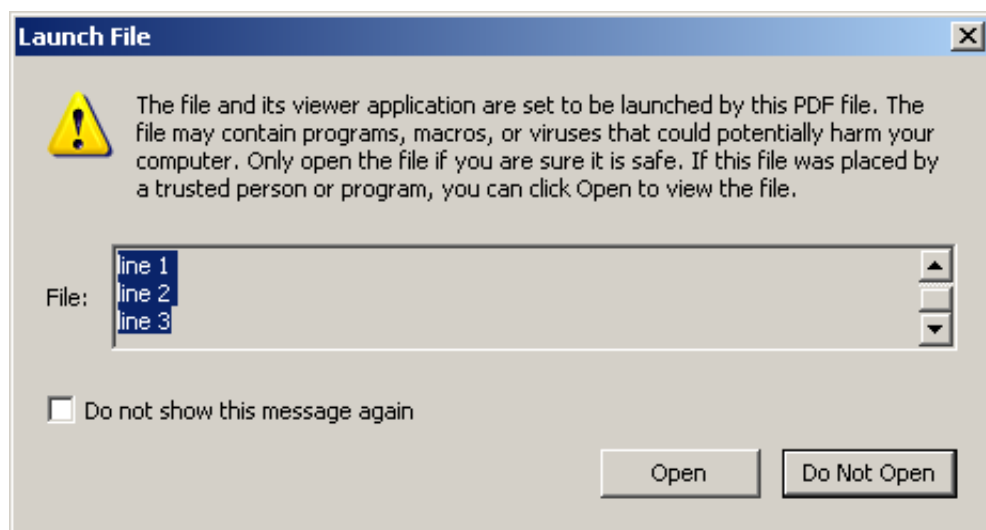 Launch File
The file and its viewer application are set to be launched by this PDF file. The
file may contain programs, macros, or viruses that could potentially harm your
computer. Only open the file if you are sure it is safe. If this file was placed by
a trusted person or program, you can click Open to view the file.
File:
line 1
line 2
line 3
Do not show this message again
Open
Do Not Open